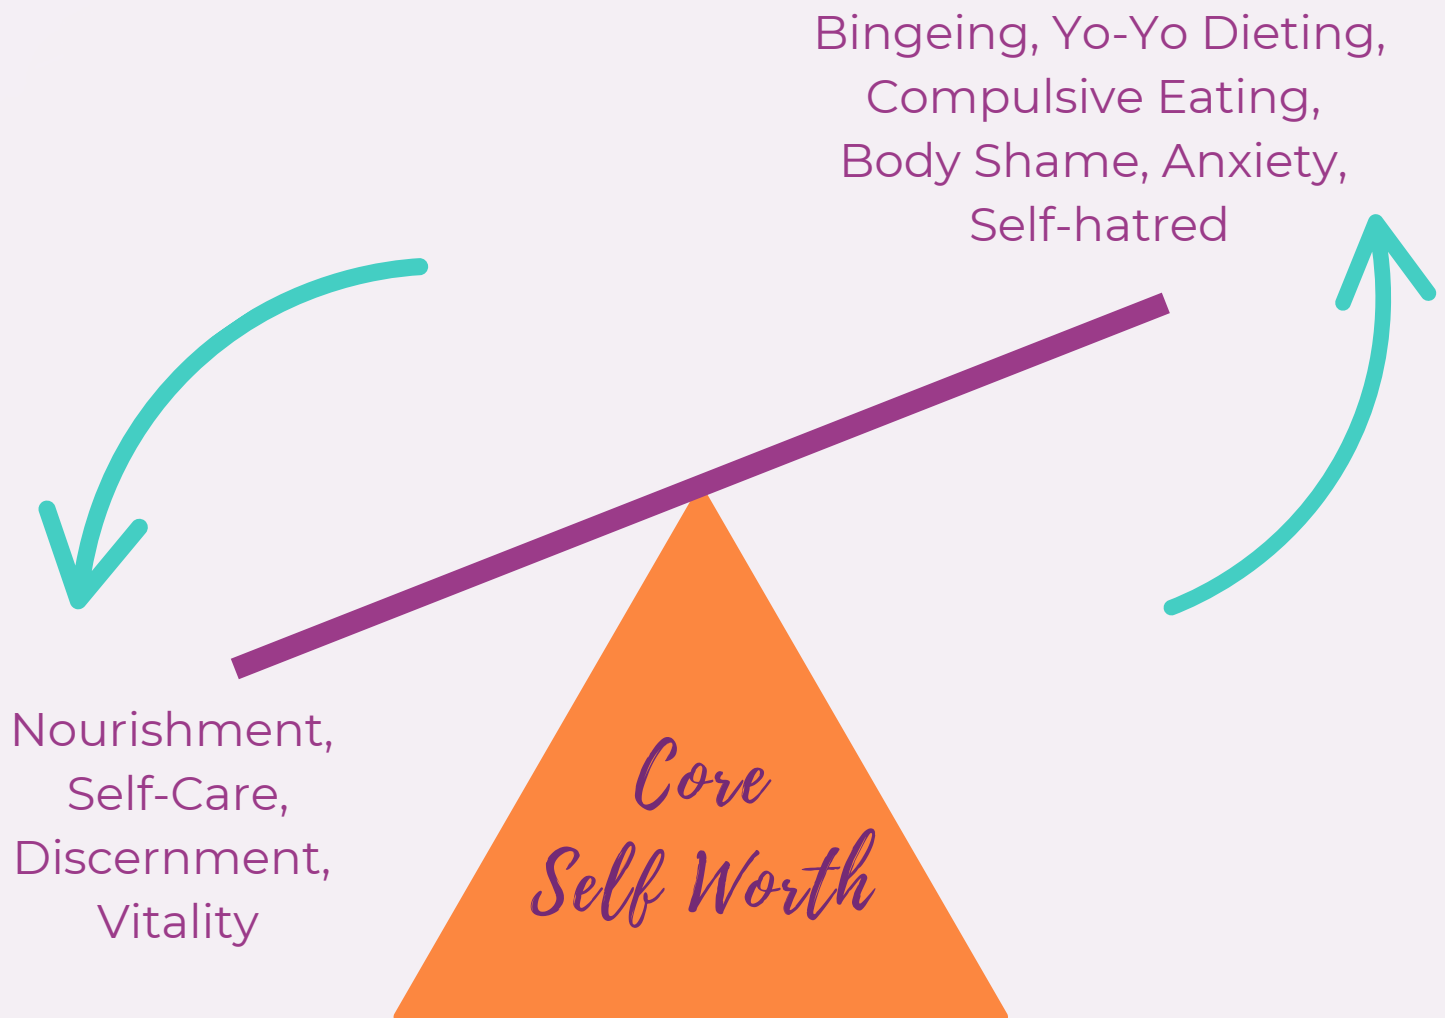 Bingeing, Yo-Yo Dieting,
Compulsive Eating,
Body Shame, Anxiety,
Self-hatred
Nourishment,
Self-Care,
Discernment,
Vitality
Core
Self Worth